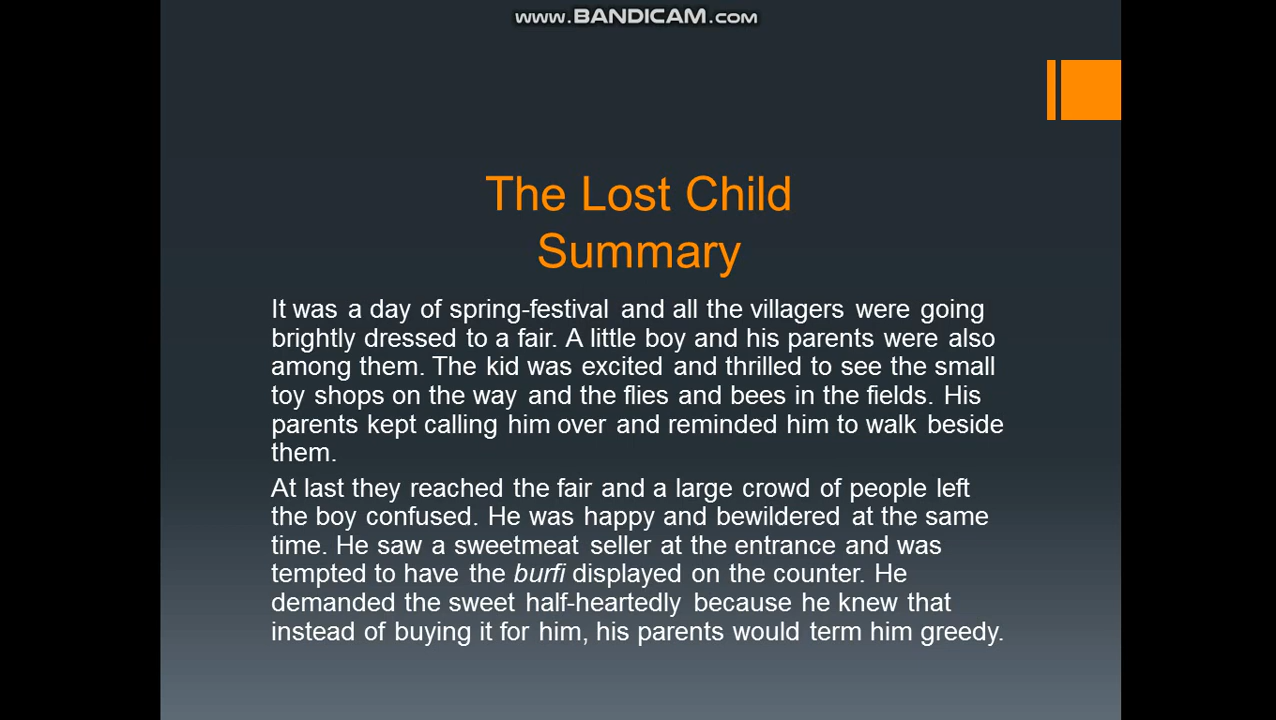 www.BANDICAM.com
The Lost Child
Summary
It was a day of spring-festival and all the villagers were going
brightly dressed to a fair. A little boy and his parents were also
among them. The kid was excited and thrilled to see the small
toy shops on the way and the flies and bees in the fields. His
parents kept calling him over and reminded him to walk beside
them.
At last they reached the fair and a large crowd of people left
the boy confused. He was happy and bewildered at the same
time. He saw a sweetmeat seller at the entrance and was
tempted to have the burfi displayed on the counter. He
demanded the sweet half-heartedly because he knew that
instead of buying it for him, his parents would term him greedy.